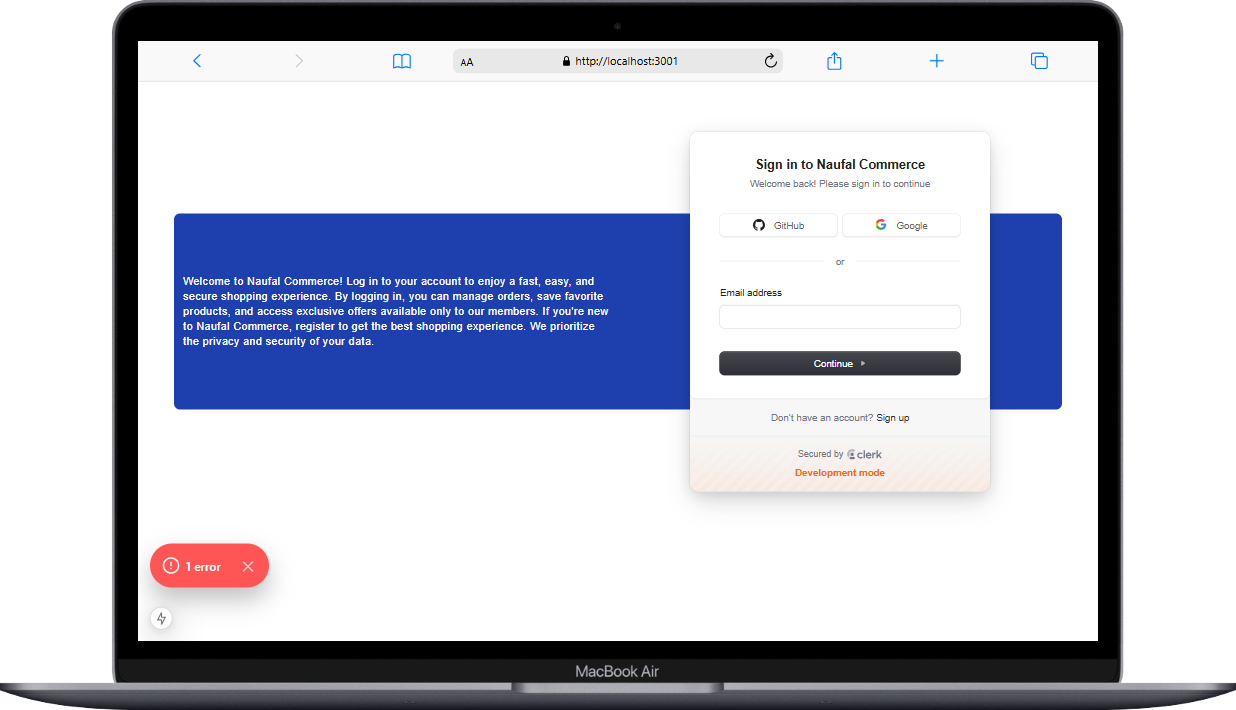 AA
http://localhost:3001
Sign in to Naufal Commerce
Welcome back! Please sign in to continue
GitHub
Google
or
Email address
Continue
Don't have an account? Sign up
Secured by clerk
Development mode
Welcome to Naufal Commerce! Log in to your account to enjoy a fast, easy, and
secure shopping experience. By logging in, you can manage orders, save favorite
products, and access exclusive offers available only to our members. If you're new
to Naufal Commerce, register to get the best shopping experience. We prioritize
the privacy and security of your data.
1 error
MacBook Air